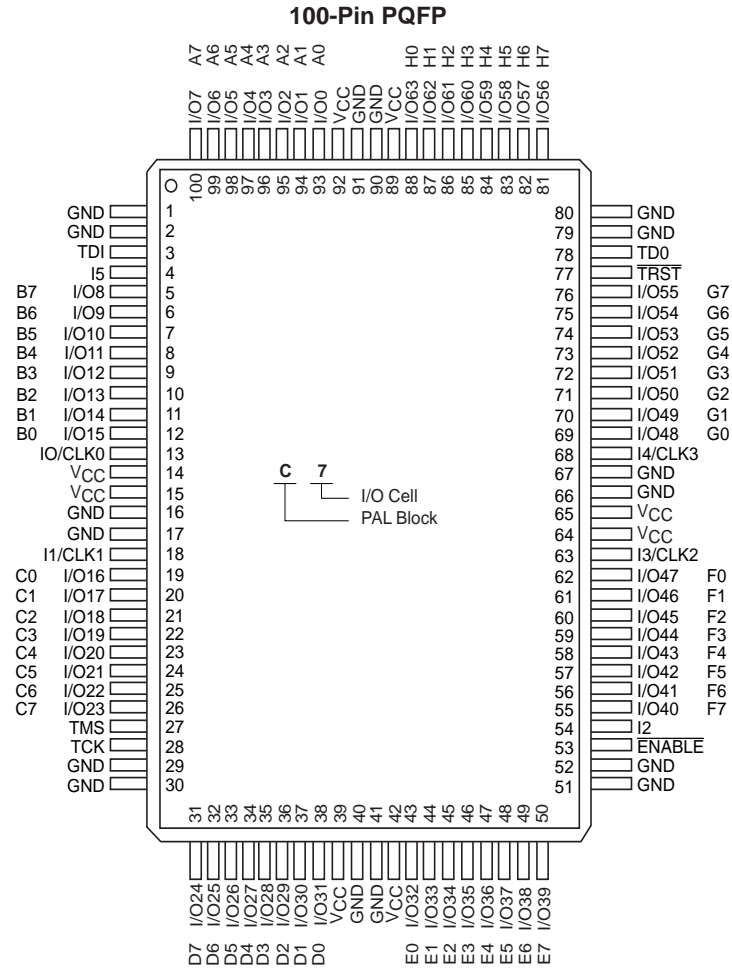 100-Pin PQFP
A7 A6 A5 A4 A3 A2 A1 A0 H0 H1 H2 H3 H4 H5 H6 H7
I/O7 I/O6 I/O5 I/O4 I/O3 I/O2 I/O1 I/O0 VCC GND GND VCC I/O63 I/O62 I/O61 I/O60 I/O59 I/O58 I/O57 I/O56
100 99 98 97 96 95 94 93 92 91 90 89 88 87 86 85 84 83 82 81
GND 1 80 GND
GND 2 79 GND
TDI 3 78 TD0
I5 4 77 TRST
B7 I/O8 5 76 I/O55 G7
B6 I/O9 6 75 I/O54 G6
B5 I/O10 7 74 I/O53 G5
B4 I/O11 8 73 I/O52 G4
B3 I/O12 9 72 I/O51 G3
B2 I/O13 10 71 I/O50 G2
B1 I/O14 11 70 I/O49 G1
B0 I/O15 12 69 I/O48 G0
IO/CLK0 13 68 I4/CLK3
VCC 14 C 7 67 GND
VCC 15 I/O Cell 66 GND
GND 16 PAL Block 65 VCC
GND 17 64 VCC
I1/CLK1 18 63 I3/CLK2
C0 I/O16 19 62 I/O47 F0
C1 I/O17 20 61 I/O46 F1
C2 I/O18 21 60 I/O45 F2
C3 I/O19 22 59 I/O44 F3
C4 I/O20 23 58 I/O43 F4
C5 I/O21 24 57 I/O42 F5
C6 I/O22 25 56 I/O41 F6
C7 I/O23 26 55 I/O40 F7
TMS 27 54 I2
TCK 28 53 ENABLE
GND 29 52 GND
GND 30 51 GND
31 32 33 34 35 36 37 38 39 40 41 42 43 44 45 46 47 48 49 50
I/O24 I/O25 I/O26 I/O27 I/O28 I/O29 I/O30 I/O31 VCC GND GND VCC I/O32 I/O33 I/O34 I/O35 I/O36 I/O37 I/O38 I/O39
D7 D6 D5 D4 D3 D2 D1 D0 E0 E1 E2 E3 E4 E5 E6 E7